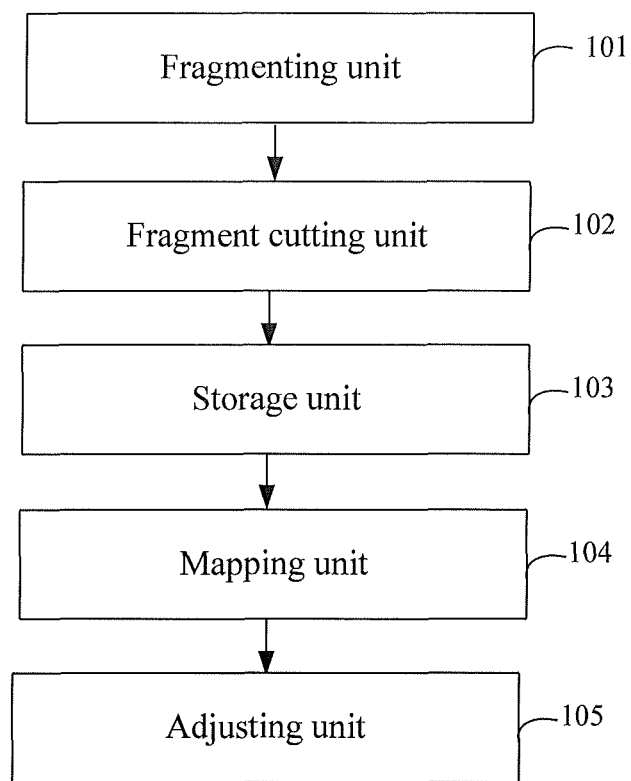 Fragmenting unit 101
Fragment cutting unit 102
Storage unit 103
Mapping unit 104
Adjusting unit 105